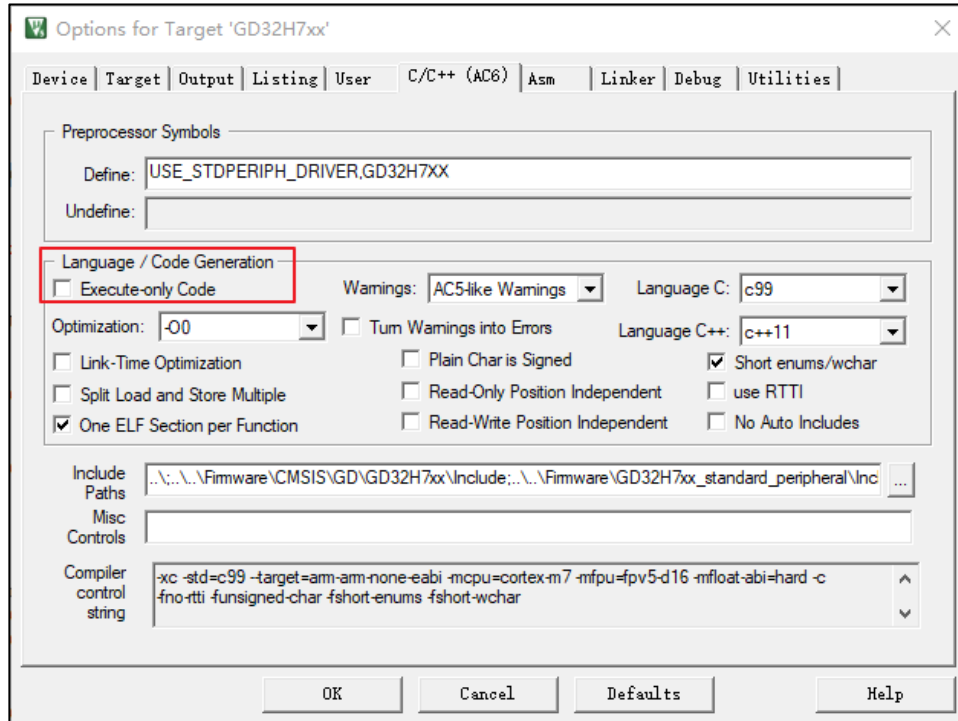 Options for Target 'GD32H7xx'
Device Target Output Listing User C/C++ (AC6) Asm Linker Debug Utilities
Preprocessor Symbols
Define: USE_STDPERIPH_DRIVER,GD32H7XX
Undefine:
Language / Code Generation
Execute-only Code Warnings: AC5-like Warnings Language C: c99
Optimization: -O0 Turn Warnings into Errors Language C++: c++11
Link-Time Optimization Plain Char is Signed Short enums/wchar
Split Load and Store Multiple Read-Only Position Independent use RTTI
One ELF Section per Function Read-Write Position Independent No Auto Includes
Include
Paths
..\;..\..\Firmware\CMSIS\GD\GD32H7xx\Include;..\..\Firmware\GD32H7xx_standard_peripheral\Incl ...
Misc
Controls
Compiler
control
string
-xc -std=c99 --target=arm-arm-none-eabi -mcpu=cortex-m7 -mfpu=fpv5-d16 -mfloat-abi=hard -c
-fno-rtti -funsigned-char -fshort-enums -fshort-wchar
OK Cancel Defaults Help